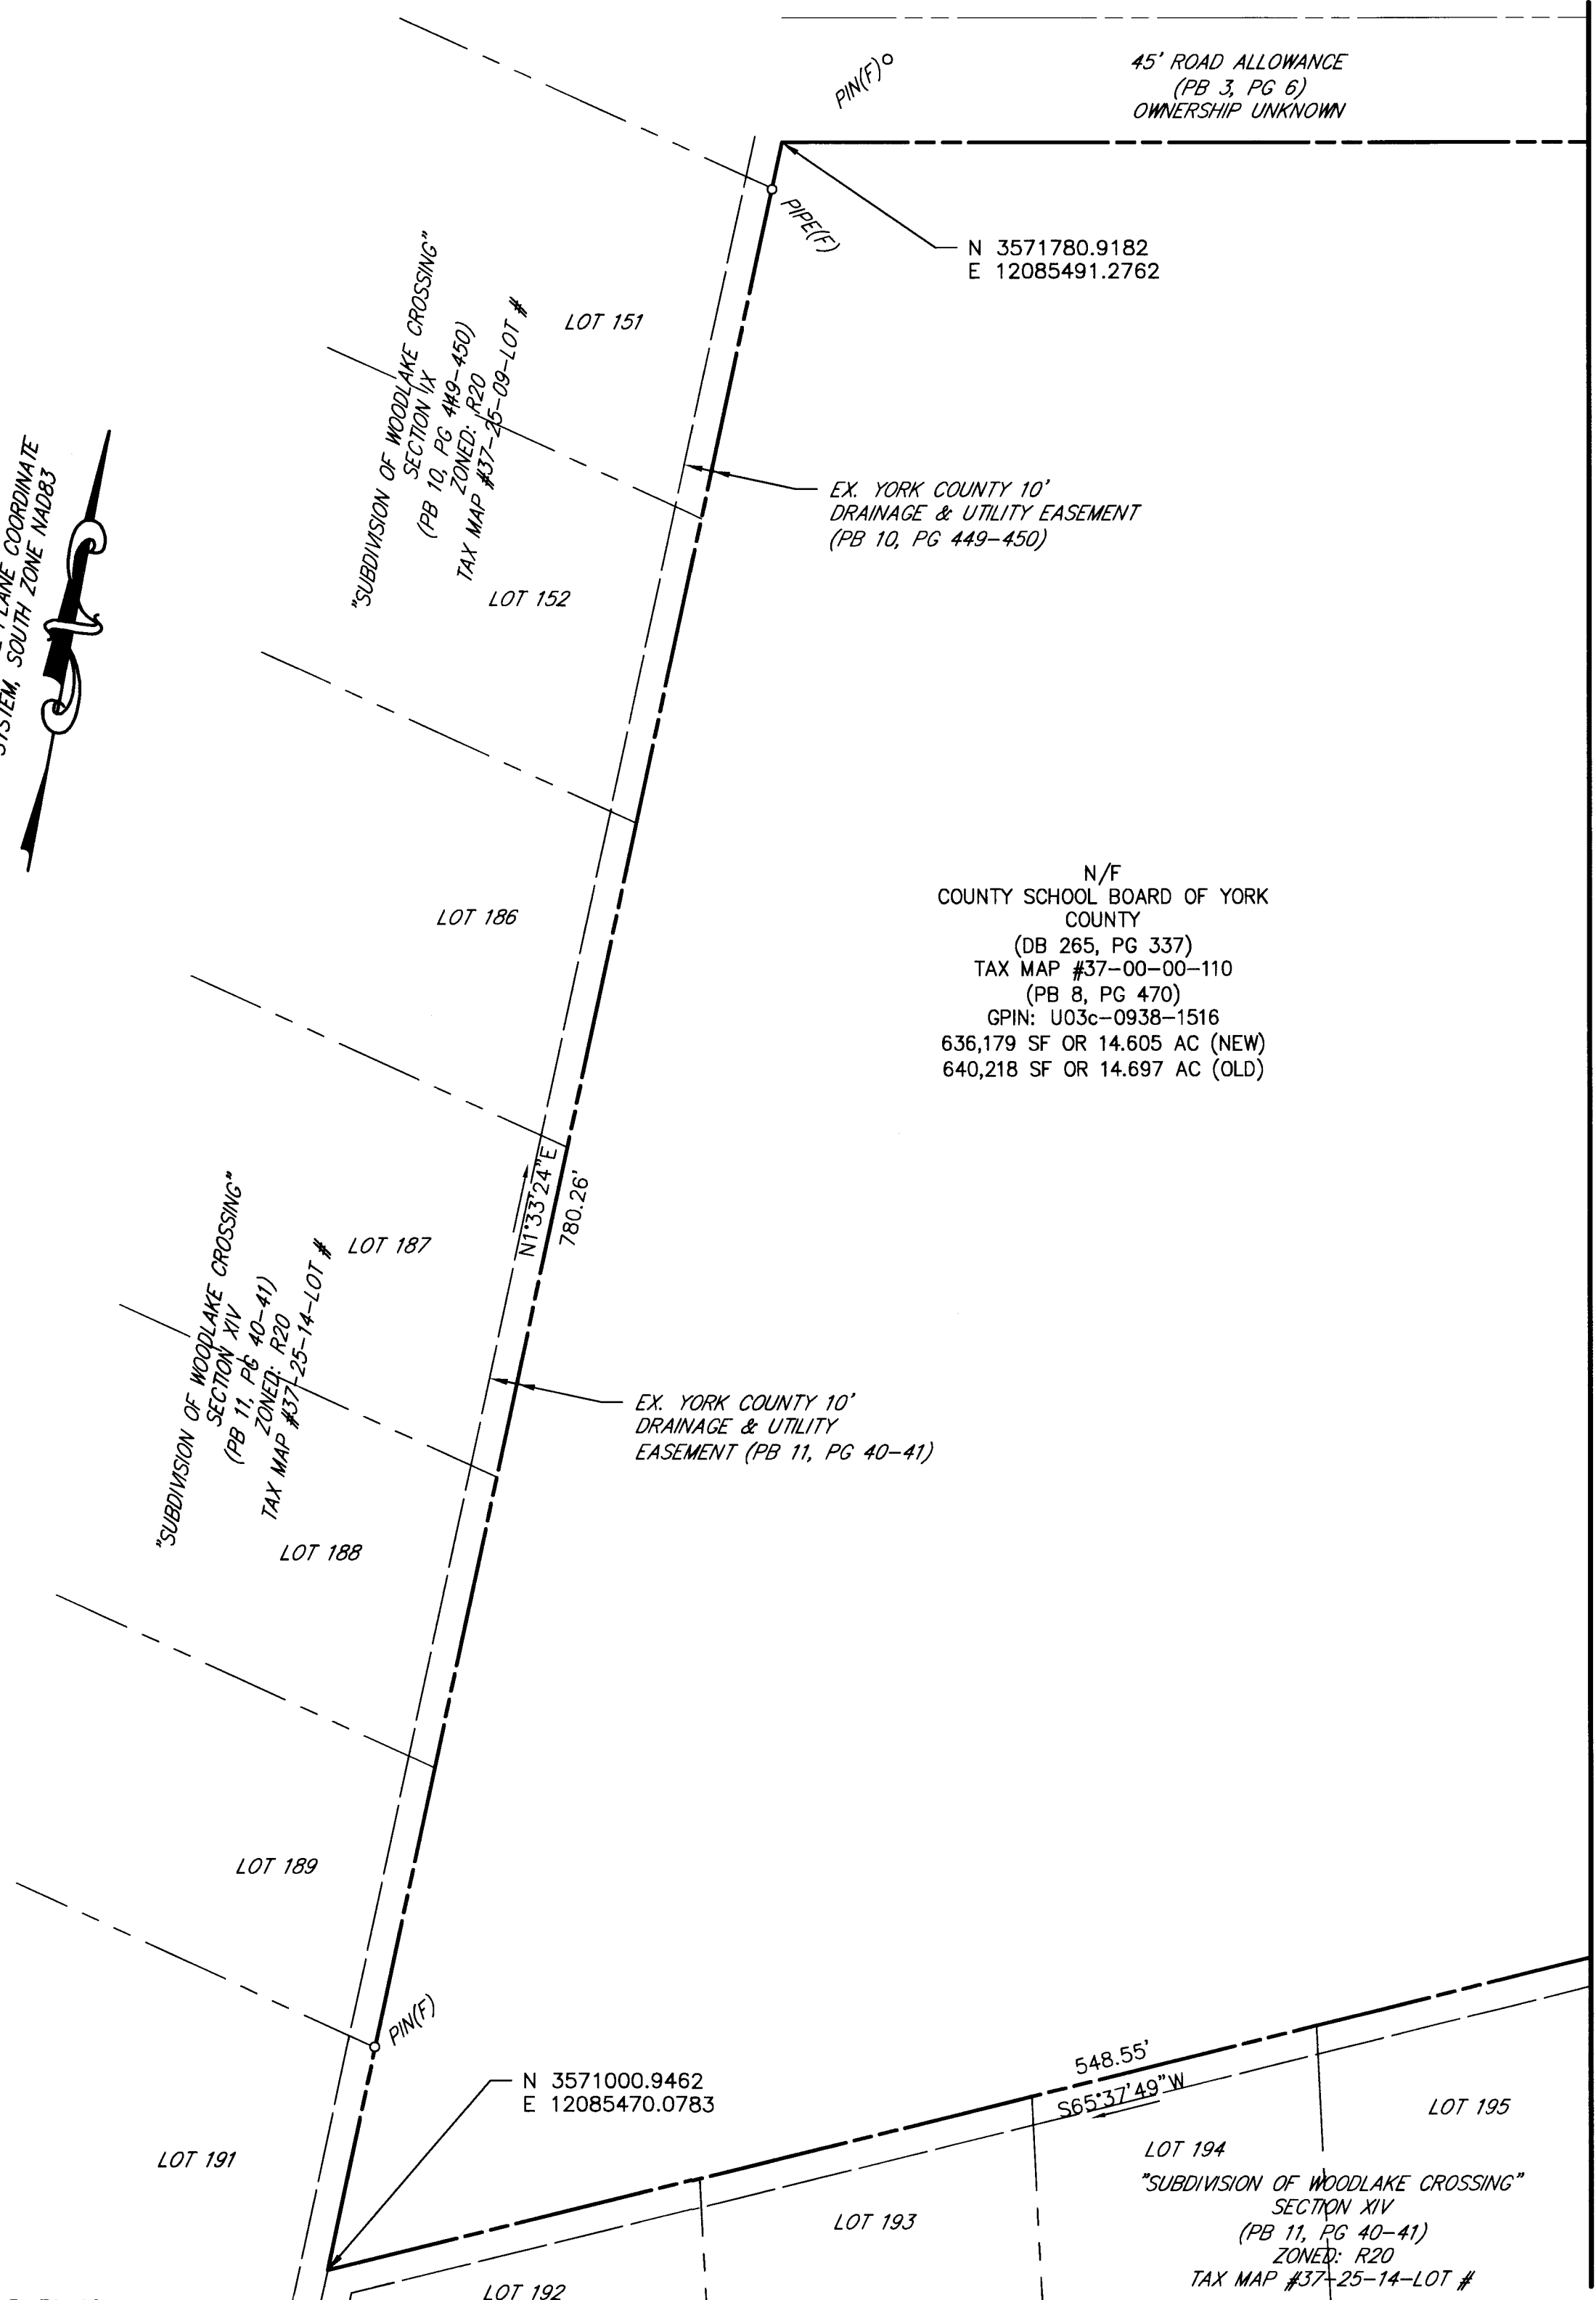 45' ROAD ALLOWANCE
(PB 3, PG 6)
OWNERSHIP UNKNOWN
PIN(F)
PIPE(F)
N 3571780.9182
E 12085491.2762
LOT 151
"SUBDIVISION OF WOODLAKE CROSSING"
SECTION IX
(PB 10, PG 449-450)
ZONED: R20
TAX MAP #37-25-09-LOT #
PLANE COORDINATE
SYSTEM, SOUTH ZONE NAD83
EX. YORK COUNTY 10'
DRAINAGE & UTILITY EASEMENT
(PB 10, PG 449-450)
LOT 152
N/F
COUNTY SCHOOL BOARD OF YORK
COUNTY
(DB 265, PG 337)
TAX MAP #37-00-00-110
(PB 8, PG 470)
GPIN: U03c-0938-1516
636,179 SF OR 14.605 AC (NEW)
640,218 SF OR 14.697 AC (OLD)
LOT 186
N1°33'24"E
780.26'
LOT 187
"SUBDIVISION OF WOODLAKE CROSSING"
SECTION XIV
(PB 11, PG 40-41)
ZONED: R20
TAX MAP #37-25-14-LOT #
EX. YORK COUNTY 10'
DRAINAGE & UTILITY
EASEMENT (PB 11, PG 40-41)
LOT 188
LOT 189
PIN(F)
N 3571000.9462
E 12085470.0783
548.55'
S65°37'49"W
LOT 191
LOT 195
LOT 194
"SUBDIVISION OF WOODLAKE CROSSING"
SECTION XIV
(PB 11, PG 40-41)
ZONED: R20
TAX MAP #37-25-14-LOT #
LOT 193
LOT 192